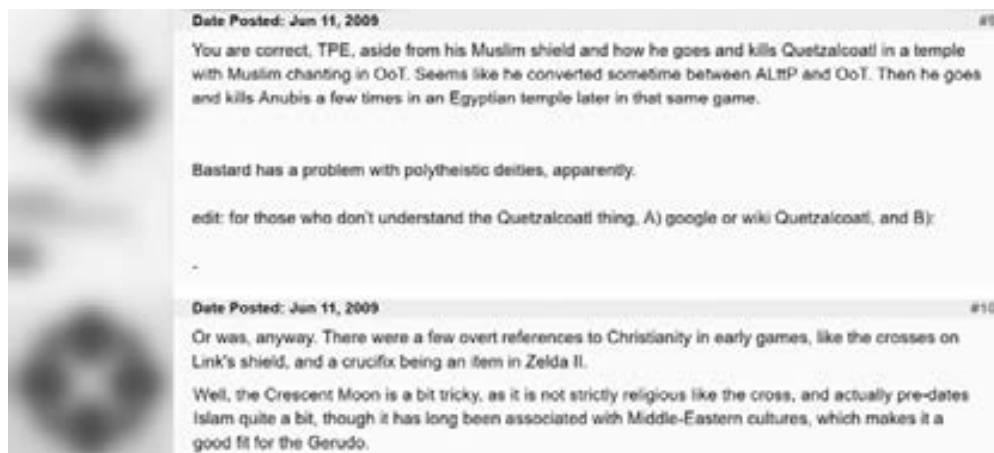 Date Posted: Jun 11, 2009 #9
You are correct, TPE, aside from his Muslim shield and how he goes and kills Quetzalcoatl in a temple
with Muslim chanting in OoT. Seems like he converted sometime between ALttP and OoT. Then he goes
and kills Anubis a few times in an Egyptian temple later in that same game.
Bastard has a problem with polytheistic deities, apparently.
edit: for those who don't understand the Quetzalcoatl thing, A) google or wiki Quetzalcoatl, and B):
-
Date Posted: Jun 11, 2009 #10
Or was, anyway. There were a few overt references to Christianity in early games, like the crosses on
Link's shield, and a crucifix being an item in Zelda II.
Well, the Crescent Moon is a bit tricky, as it is not strictly religious like the cross, and actually pre-dates
Islam quite a bit, though it has long been associated with Middle-Eastern cultures, which makes it a
good fit for the Gerudo.